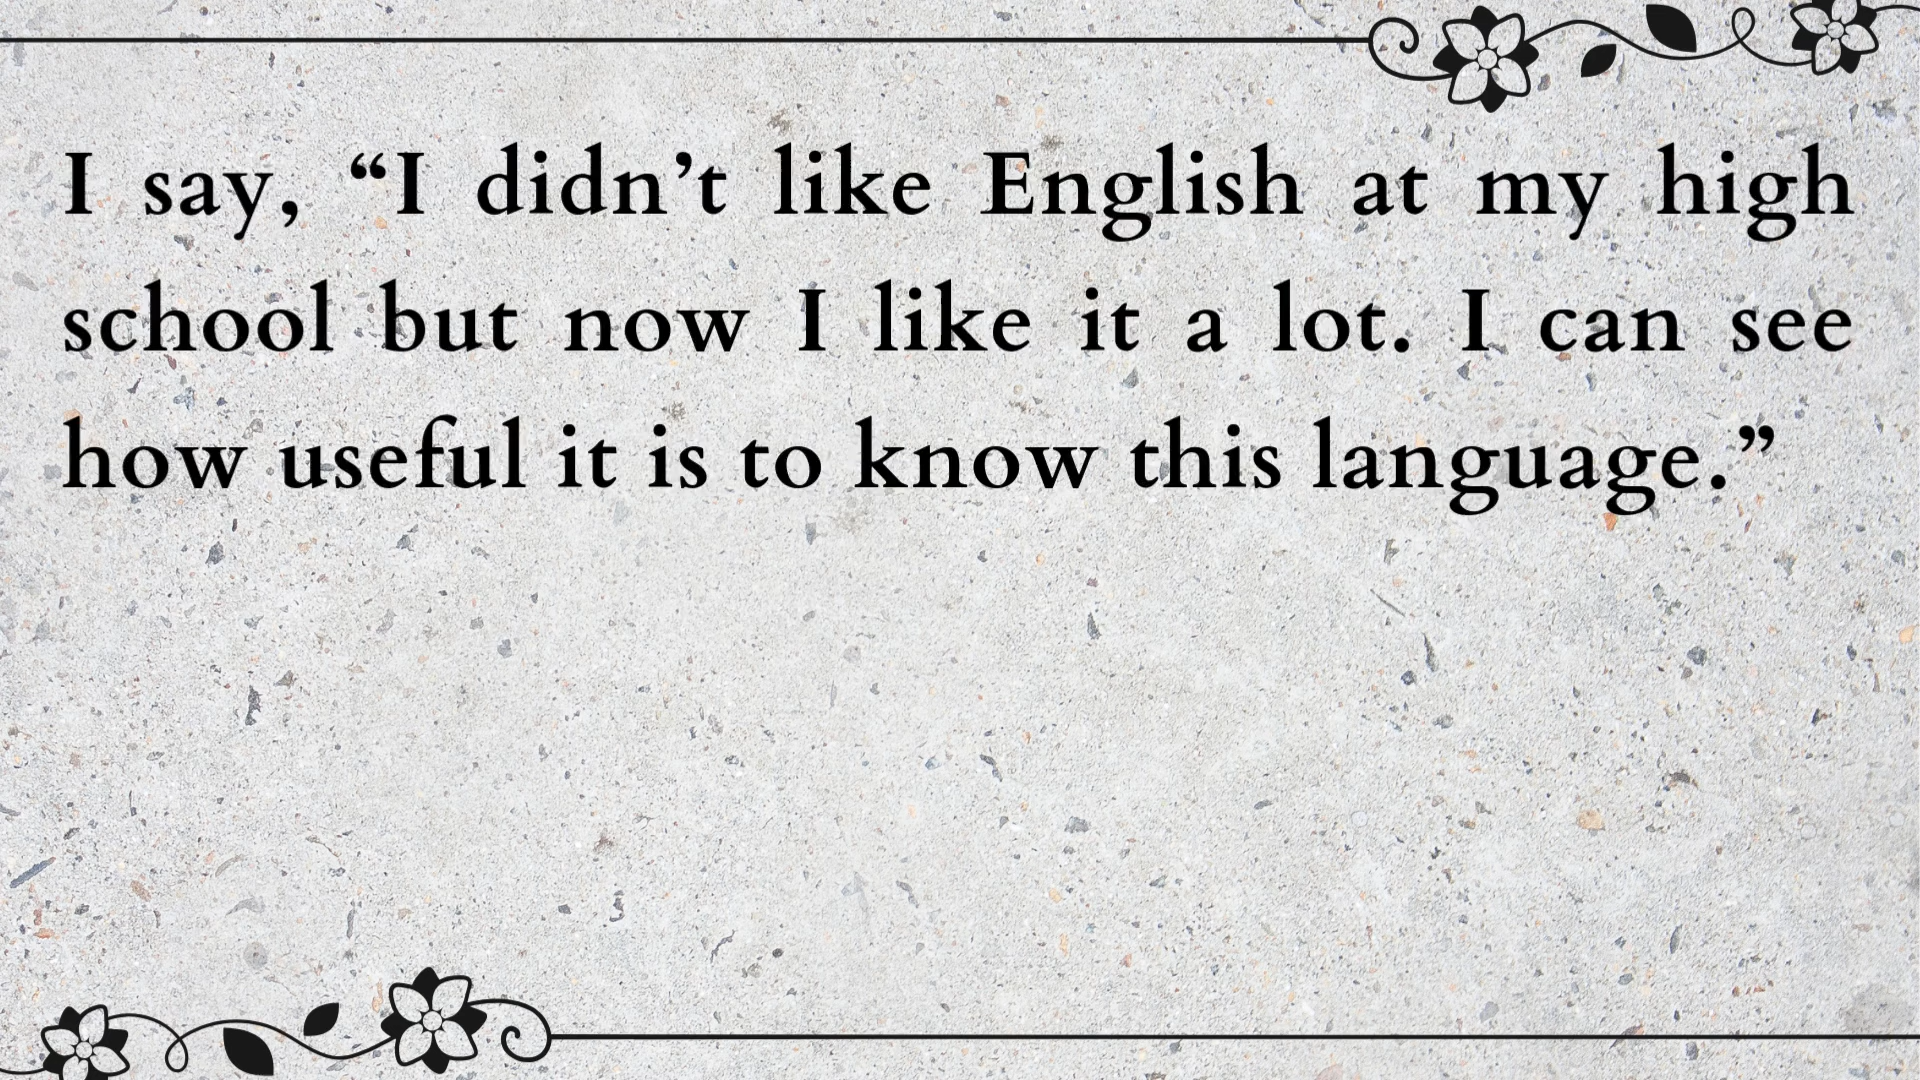 I say, “I didn’t like English at my high
school but now I like it a lot. I can see
how useful it is to know this language.”